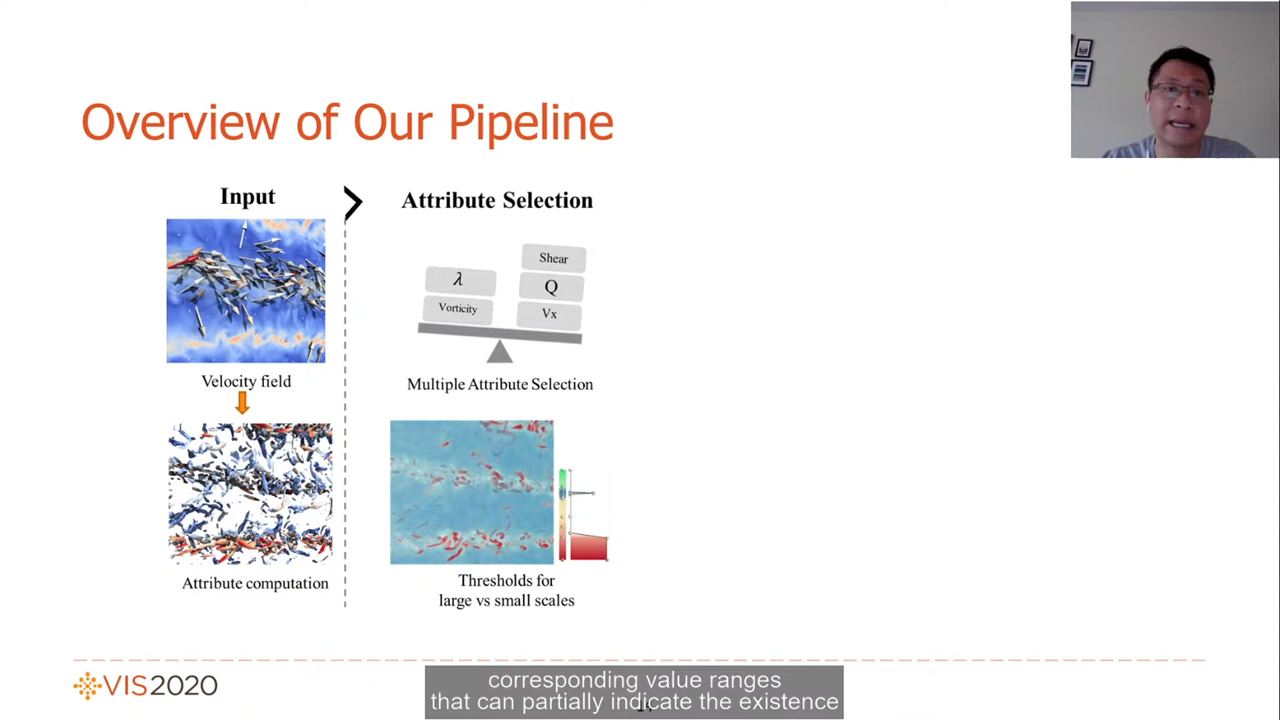 Overview of Our Pipeline
Input
Attribute Selection
Shear
λ
Q
Vorticity
Vx
Velocity field
Multiple Attribute Selection
Attribute computation
Thresholds for
large vs small scales
VIS2020
corresponding value ranges
that can partially indicate the existence